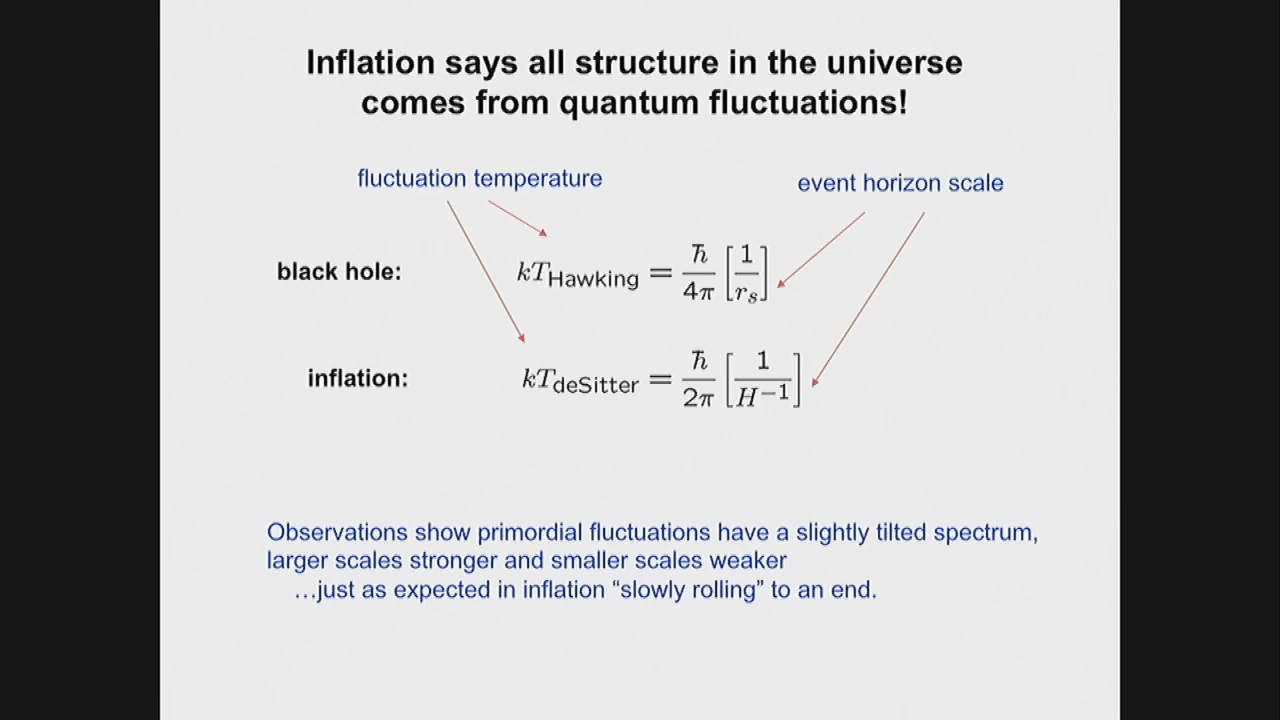 Inflation says all structure in the universe
comes from quantum fluctuations!
fluctuation temperature
event horizon scale
black hole: kT_Hawking = ħ/4π [1/r_s]
inflation: kT_deSitter = ħ/2π [1/H^−1]
Observations show primordial fluctuations have a slightly tilted spectrum,
larger scales stronger and smaller scales weaker
…just as expected in inflation “slowly rolling” to an end.